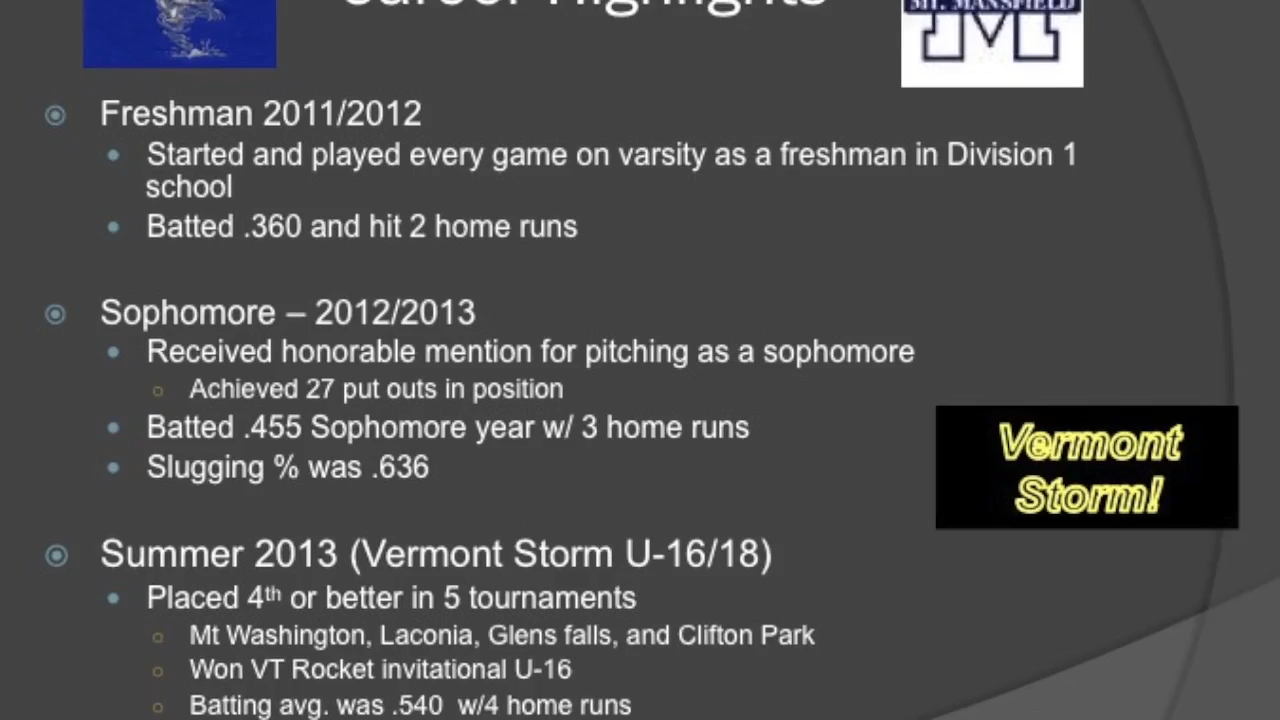 Career Highlights
MT. MANSFIELD
M
Freshman 2011/2012
Started and played every game on varsity as a freshman in Division 1
school
Batted .360 and hit 2 home runs
Sophomore – 2012/2013
Received honorable mention for pitching as a sophomore
Achieved 27 put outs in position
Batted .455 Sophomore year w/ 3 home runs
Slugging % was .636
Vermont
Storm!
Summer 2013 (Vermont Storm U-16/18)
Placed 4th or better in 5 tournaments
Mt Washington, Laconia, Glens falls, and Clifton Park
Won VT Rocket invitational U-16
Batting avg. was .540 w/4 home runs